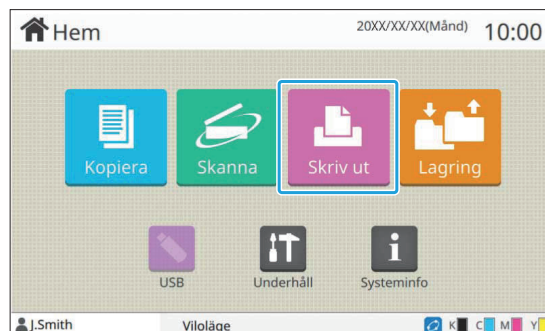 Hem 20XX/XX/XX(Månd) 10:00
Kopiera Skanna Skriv ut Lagring
USB Underhåll Systeminfo
J.Smith Viloläge K C M Y